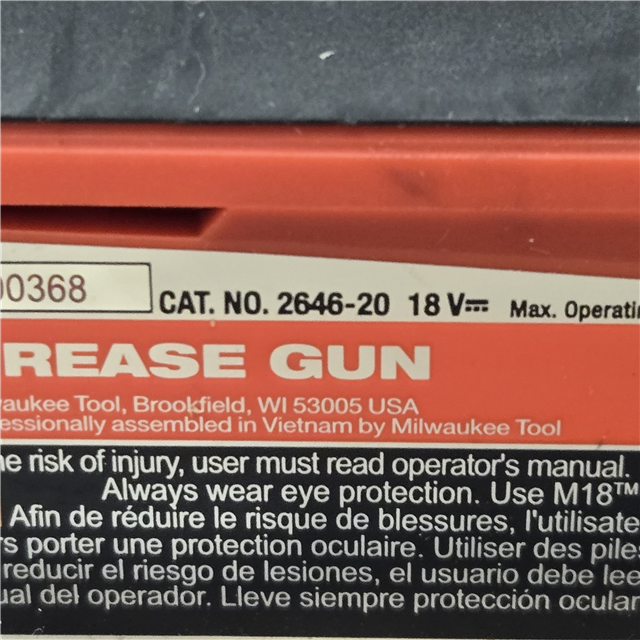 00368
CAT. NO. 2646-20 18 V⎓ Max. Operatin
REASE GUN
waukee Tool, Brookfield, WI 53005 USA
essionally assembled in Vietnam by Milwaukee Tool
he risk of injury, user must read operator's manual.
Always wear eye protection. Use M18™
Afin de réduire le risque de blessures, l'utilisate
rs porter une protection oculaire. Utiliser des pile
reducir el riesgo de lesiones, el usuario debe lee
ual del operador. Lleve siempre protección ocular